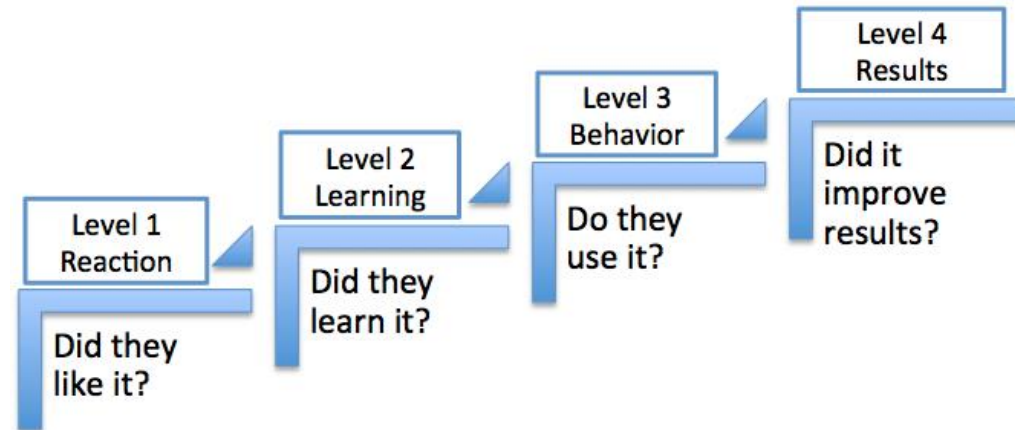 Level 1
Reaction
Did they
like it?
Level 2
Learning
Did they
learn it?
Level 3
Behavior
Do they
use it?
Level 4
Results
Did it
improve
results?